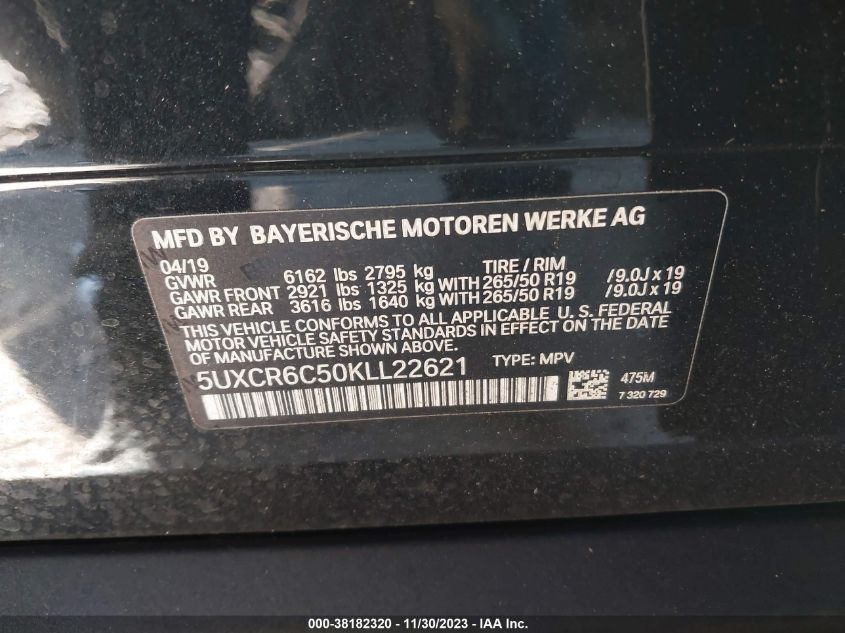 MFD BY BAYERISCHE MOTOREN WERKE AG
04/19 TIRE / RIM
GVWR 6162 lbs 2795 kg
GAWR FRONT 2921 lbs 1325 kg WITH 265/50 R19 /9.0J x 19
GAWR REAR 3616 lbs 1640 kg WITH 265/50 R19 /9.0J x 19
THIS VEHICLE CONFORMS TO ALL APPLICABLE U.S. FEDERAL
MOTOR VEHICLE SAFETY STANDARDS IN EFFECT ON THE DATE
OF MANUFACTURE SHOWN ABOVE.
5UXCR6C50KLL22621 TYPE: MPV
475M
7 320 729
000-38182320 - 11/30/2023 - IAA Inc.